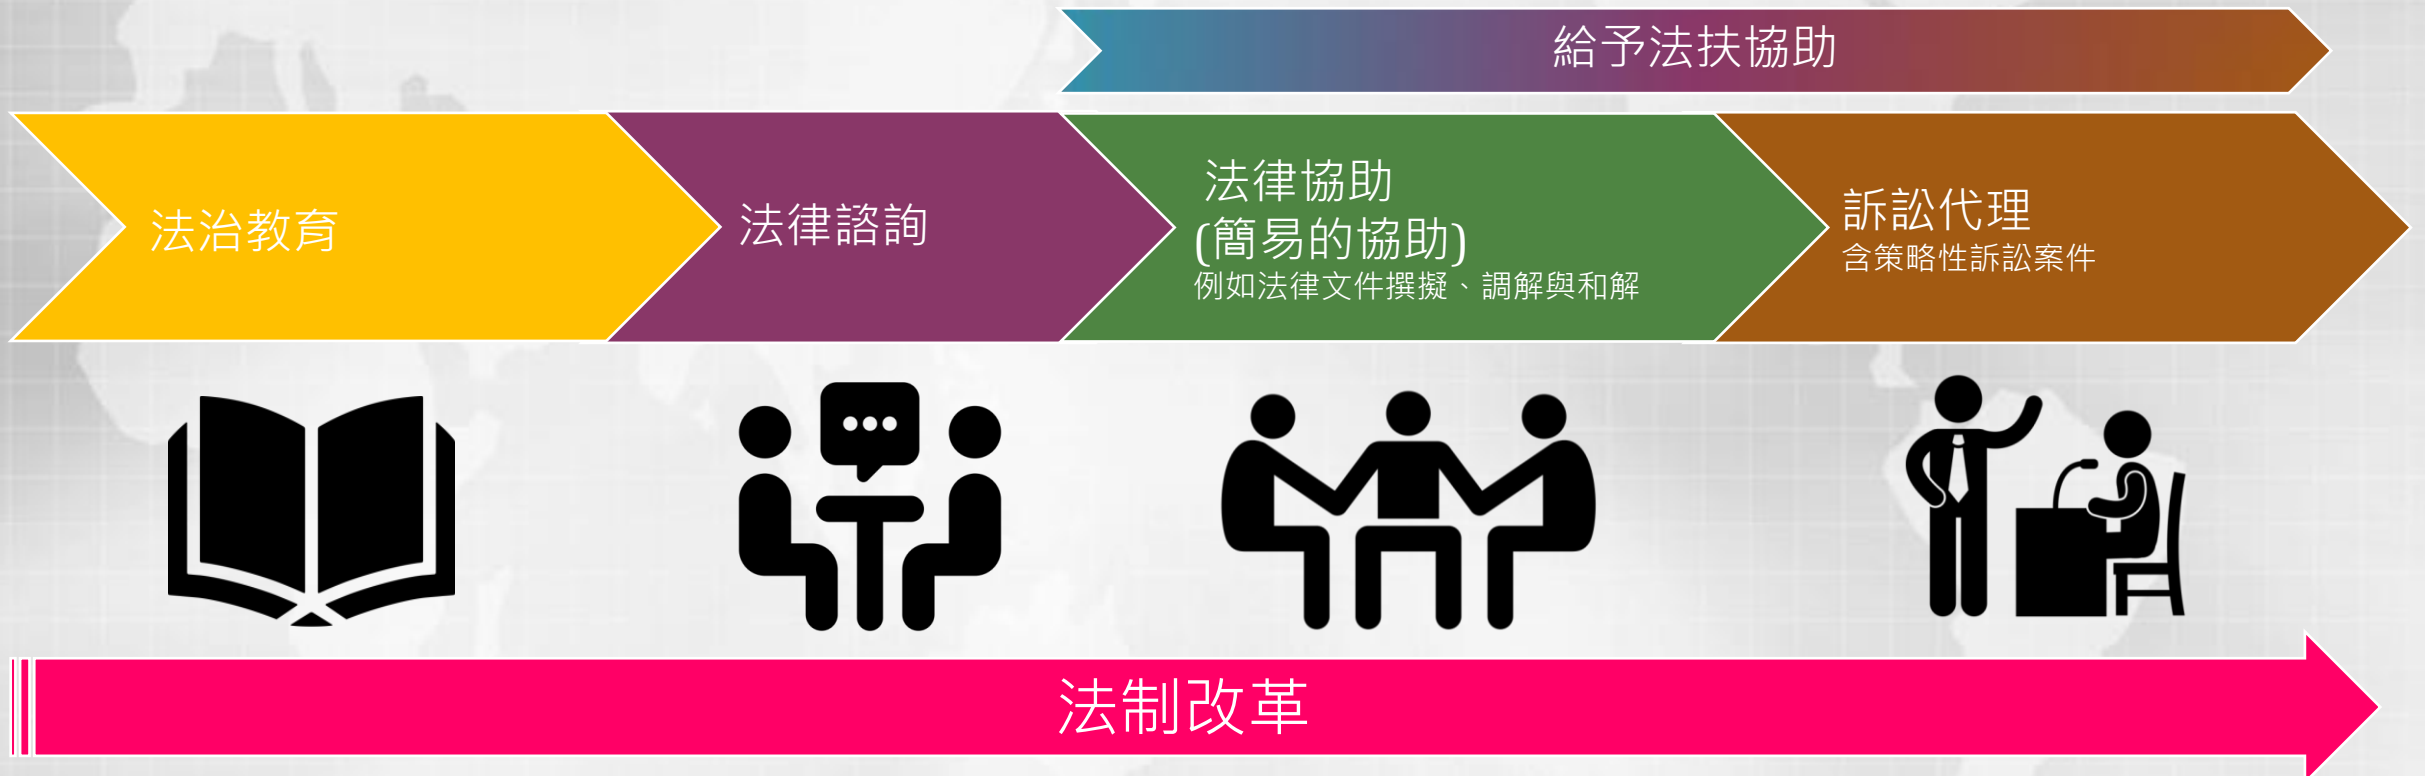 給予法扶協助
法治教育
法律諮詢
法律協助
(簡易的協助)
例如法律文件撰擬、調解與和解
訴訟代理
含策略性訴訟案件
法制改革